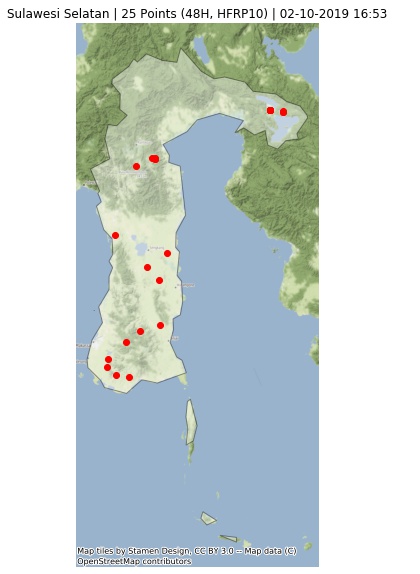 Sulawesi Selatan | 25 Points (48H, HFRP10) | 02-10-2019 16:53
Map tiles by Stamen Design, CC BY 3.0 -- Map data (C)
OpenStreetMap contributors